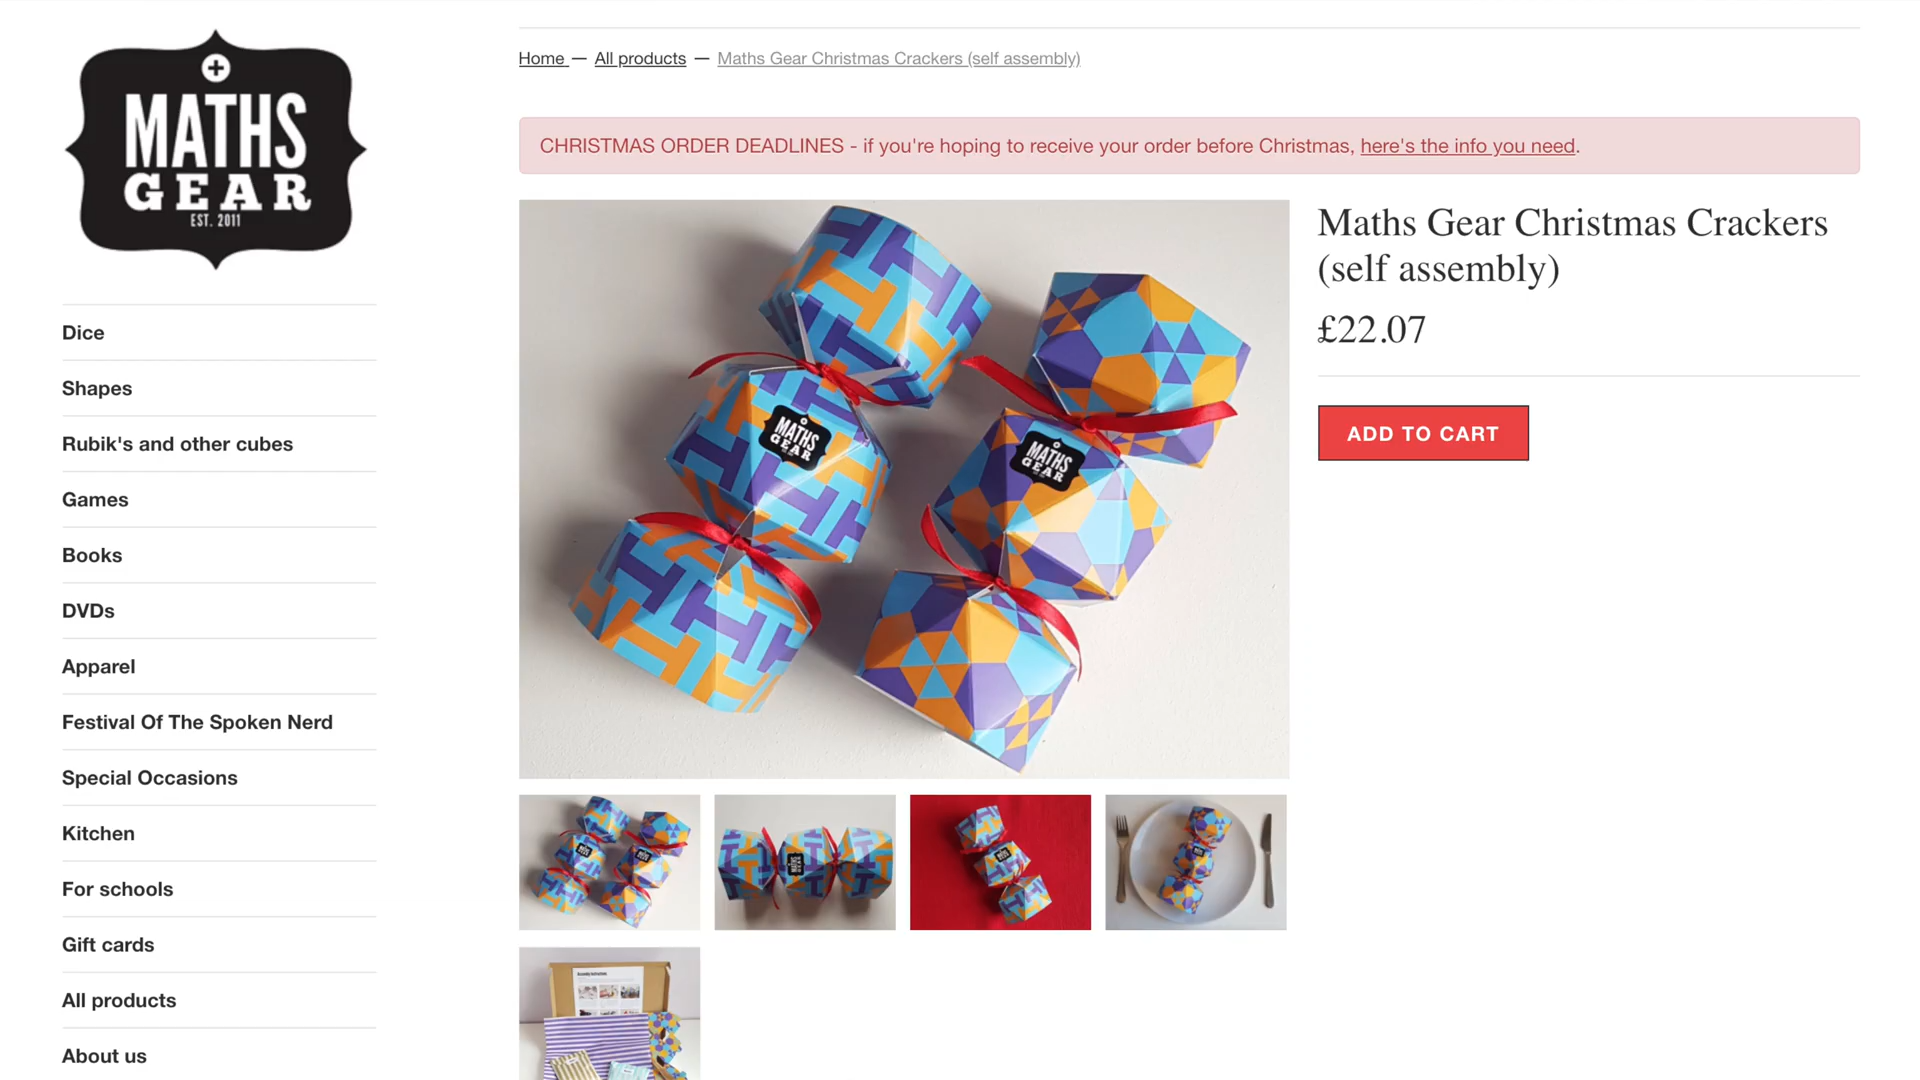 MATHS
GEAR
EST. 2011
Dice
Shapes
Rubik's and other cubes
Games
Books
DVDs
Apparel
Festival Of The Spoken Nerd
Special Occasions
Kitchen
For schools
Gift cards
All products
About us
Home — All products — Maths Gear Christmas Crackers (self assembly)
CHRISTMAS ORDER DEADLINES - if you're hoping to receive your order before Christmas, here's the info you need.
MATHS
GEAR
MATHS
GEAR
Maths Gear Christmas Crackers
(self assembly)
£22.07
ADD TO CART